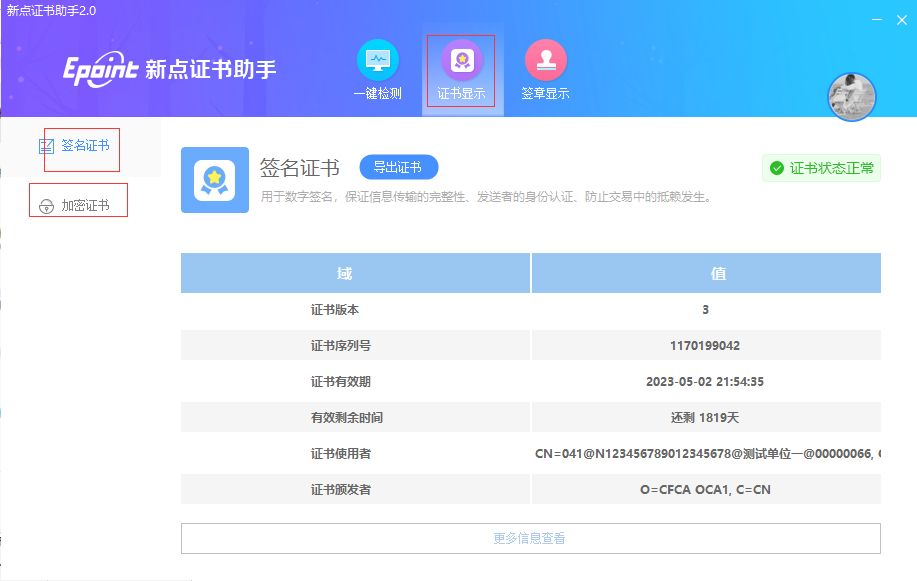 新点证书助手2.0
Epoint 新点证书助手
一键检测
证书显示
签章显示
签名证书
加密证书
签名证书
导出证书
证书状态正常
用于数字签名，保证信息传输的完整性、发送者的身份认证、防止交易中的抵赖发生。
域 值
证书版本 3
证书序列号 1170199042
证书有效期 2023-05-02 21:54:35
有效剩余时间 还剩 1819天
证书使用者 CN=041@N123456789012345678@测试单位一@00000066,
证书颁发者 O=CFCA OCA1, C=CN
更多信息查看